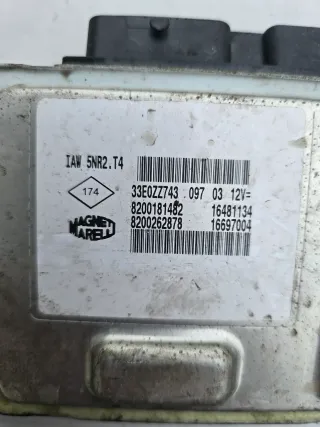 IAW 5NR2.T4
174
33E0ZZ743 .097 03 12V=
8200181482 16481134
8200262878 16697004
MAGNETI
MARELLI